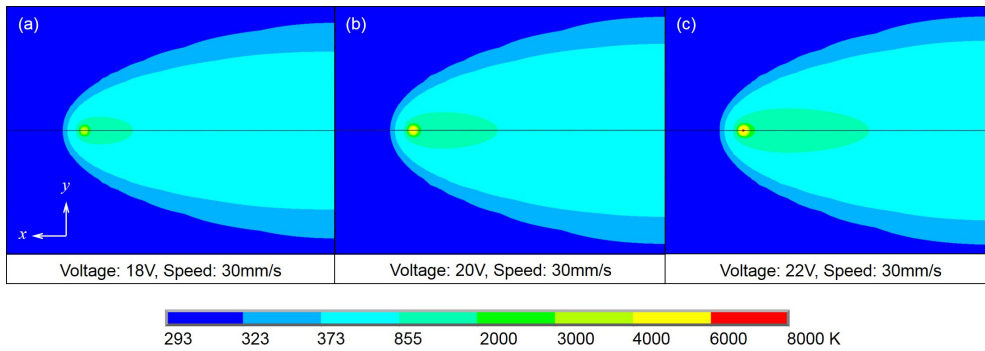 (a)
(b)
(c)
y
x
Voltage: 18V, Speed: 30mm/s
Voltage: 20V, Speed: 30mm/s
Voltage: 22V, Speed: 30mm/s
293 323 373 855 2000 3000 4000 6000 8000 K